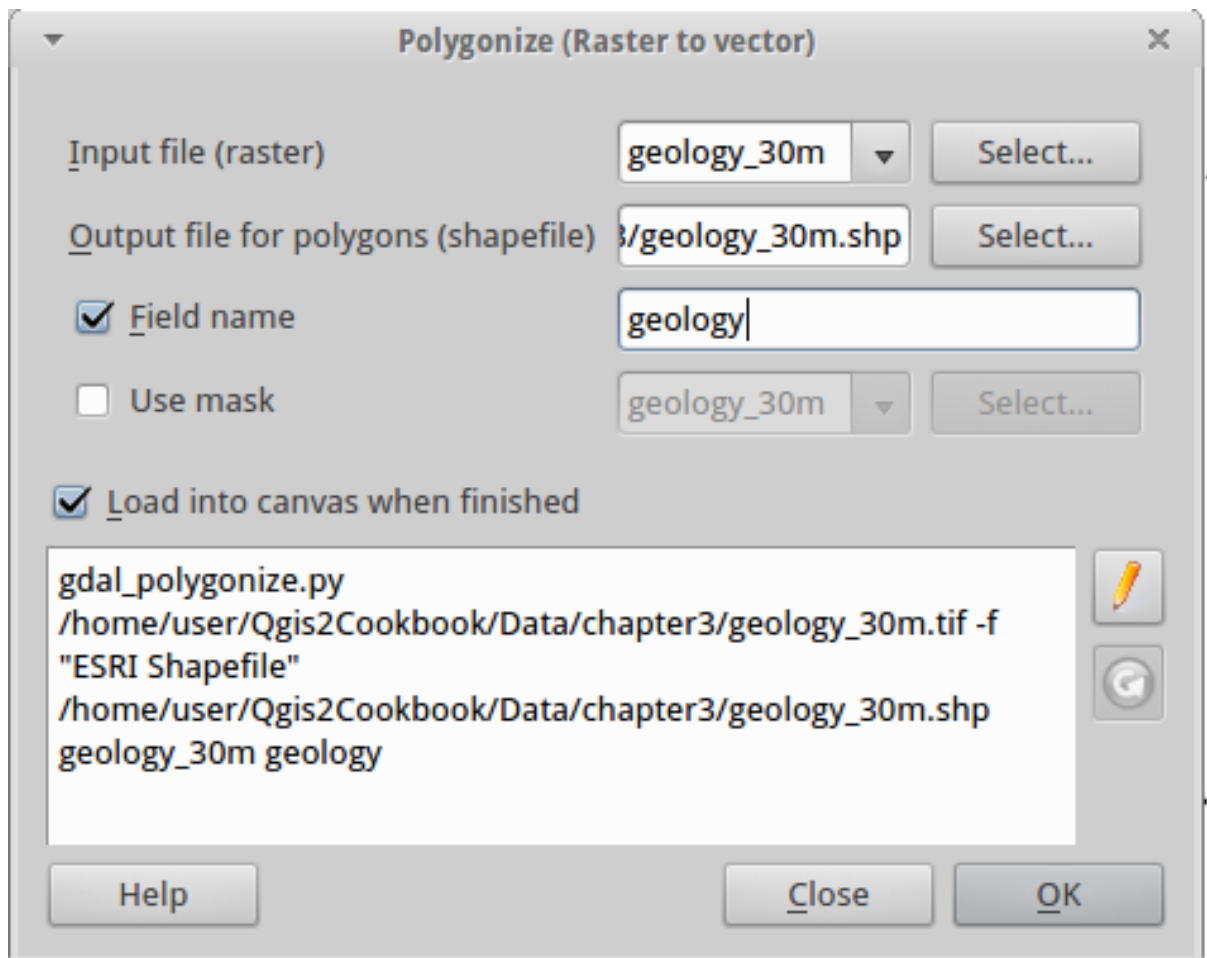 Polygonize (Raster to vector)
Input file (raster) geology_30m Select...
Output file for polygons (shapefile) /geology_30m.shp Select...
Field name geology
Use mask geology_30m Select...
Load into canvas when finished
gdal_polygonize.py
/home/user/Qgis2Cookbook/Data/chapter3/geology_30m.tif -f
"ESRI Shapefile"
/home/user/Qgis2Cookbook/Data/chapter3/geology_30m.shp
geology_30m geology
Help Close OK